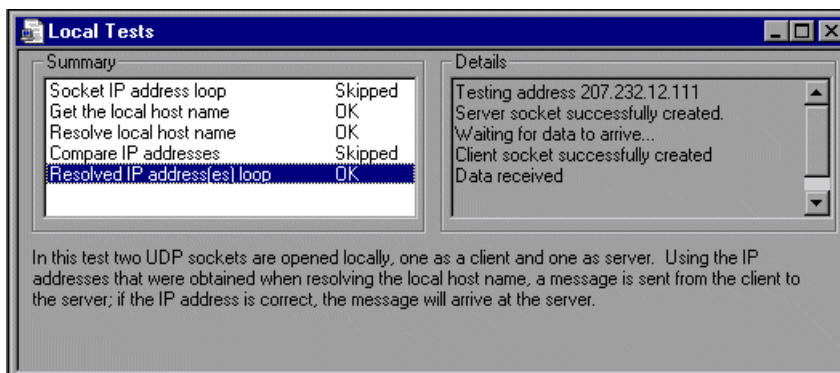 Local Tests
Summary
Socket IP address loop Skipped
Get the local host name OK
Resolve local host name OK
Compare IP addresses Skipped
Resolved IP address(es) loop OK
Details
Testing address 207.232.12.111
Server socket successfully created.
Waiting for data to arrive...
Client socket successfully created
Data received
In this test two UDP sockets are opened locally, one as a client and one as server. Using the IP
addresses that were obtained when resolving the local host name, a message is sent from the client to
the server; if the IP address is correct, the message will arrive at the server.